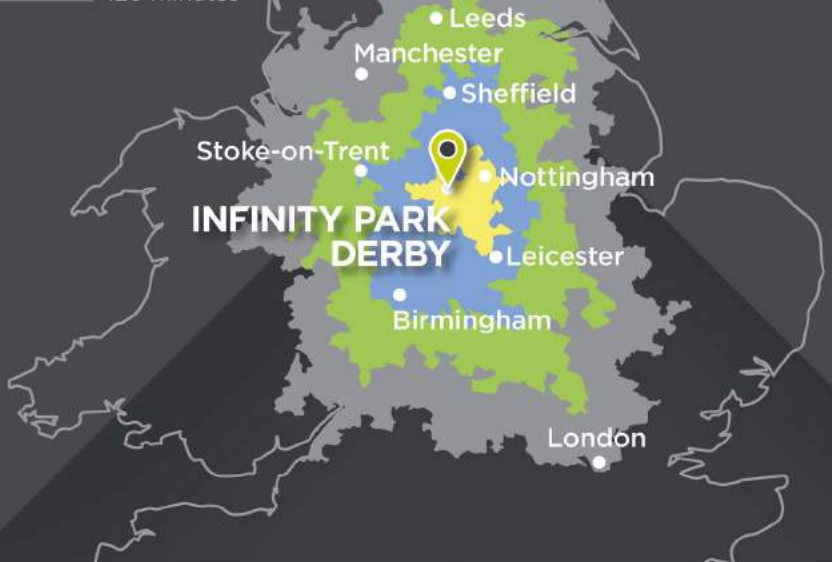 Leeds
Manchester
Sheffield
Stoke-on-Trent
Nottingham
INFINITY PARK
DERBY
Leicester
Birmingham
London